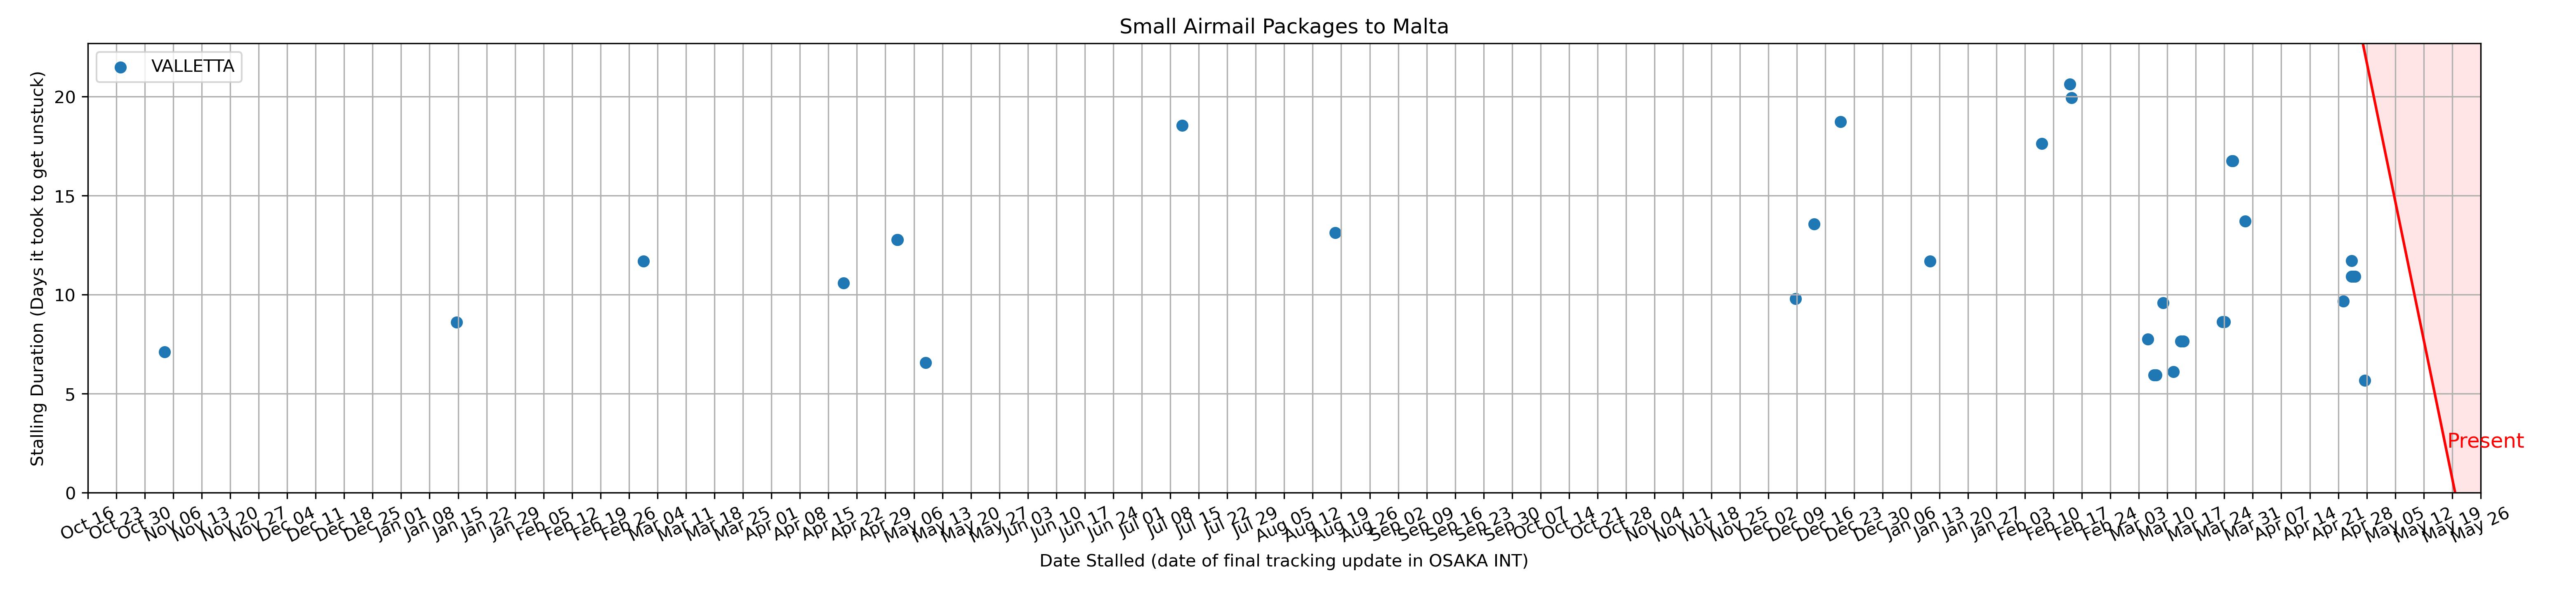 Small Airmail Packages to Malta
VALLETTA
Stalling Duration (Days it took to get unstuck)
20
15
10
5
0
Present
Oct 16 Oct 23 Oct 30 Nov 06 Nov 13 Nov 20 Nov 27 Dec 04 Dec 11 Dec 18 Dec 25 Jan 01 Jan 08 Jan 15 Jan 22 Jan 29 Feb 05 Feb 12 Feb 19 Feb 26 Mar 04 Mar 11 Mar 18 Mar 25 Apr 01 Apr 08 Apr 15 Apr 22 Apr 29 May 06 May 13 May 20 May 27 Jun 03 Jun 10 Jun 17 Jun 24 Jul 01 Jul 08 Jul 15 Jul 22 Jul 29 Aug 05 Aug 12 Aug 19 Aug 26 Sep 02 Sep 09 Sep 16 Sep 23 Sep 30 Oct 07 Oct 14 Oct 21 Oct 28 Nov 04 Nov 11 Nov 18 Nov 25 Dec 02 Dec 09 Dec 16 Dec 23 Dec 30 Jan 06 Jan 13 Jan 20 Jan 27 Feb 03 Feb 10 Feb 17 Feb 24 Mar 03 Mar 10 Mar 17 Mar 24 Mar 31 Apr 07 Apr 14 Apr 21 Apr 28 May 05 May 12 May 19 May 26
Date Stalled (date of final tracking update in OSAKA INT)